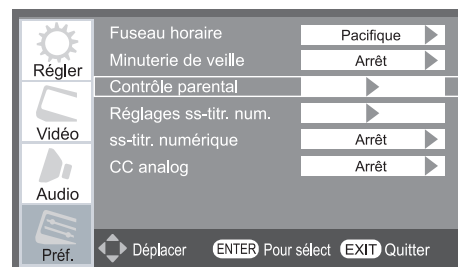 Régler
Vidéo
Audio
Préf.
Fuseau horaire Pacifique
Minuterie de veille Arrêt
Contrôle parental
Réglages ss-titr. num.
ss-titr. numérique Arrêt
CC analog Arrêt
Déplacer ENTER Pour sélect EXIT Quitter